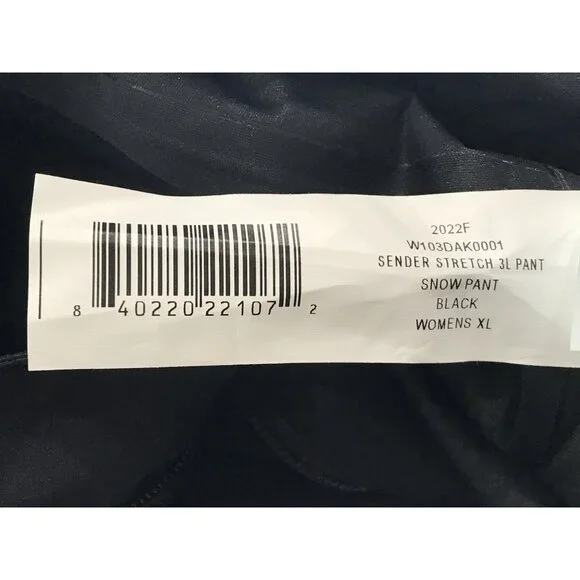 8 40220 22107 2
2022F
W103DAK0001
SENDER STRETCH 3L PANT
SNOW PANT
BLACK
WOMENS XL